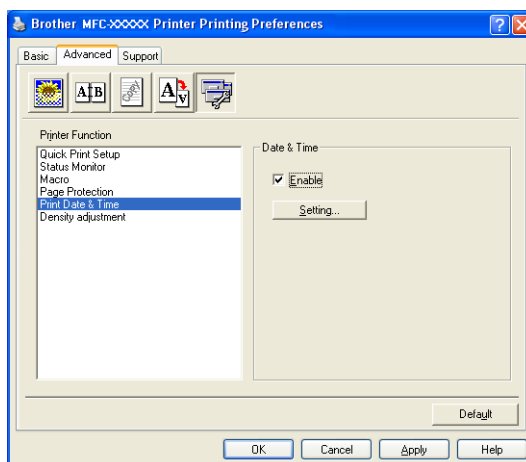 Brother MFC-XXXXX Printer Printing Preferences
Basic Advanced Support
A B
A A
Printer Function
Quick Print Setup
Status Monitor
Macro
Page Protection
Print Date & Time
Density adjustment
Date & Time
Enable
Setting...
Default
OK Cancel Apply Help